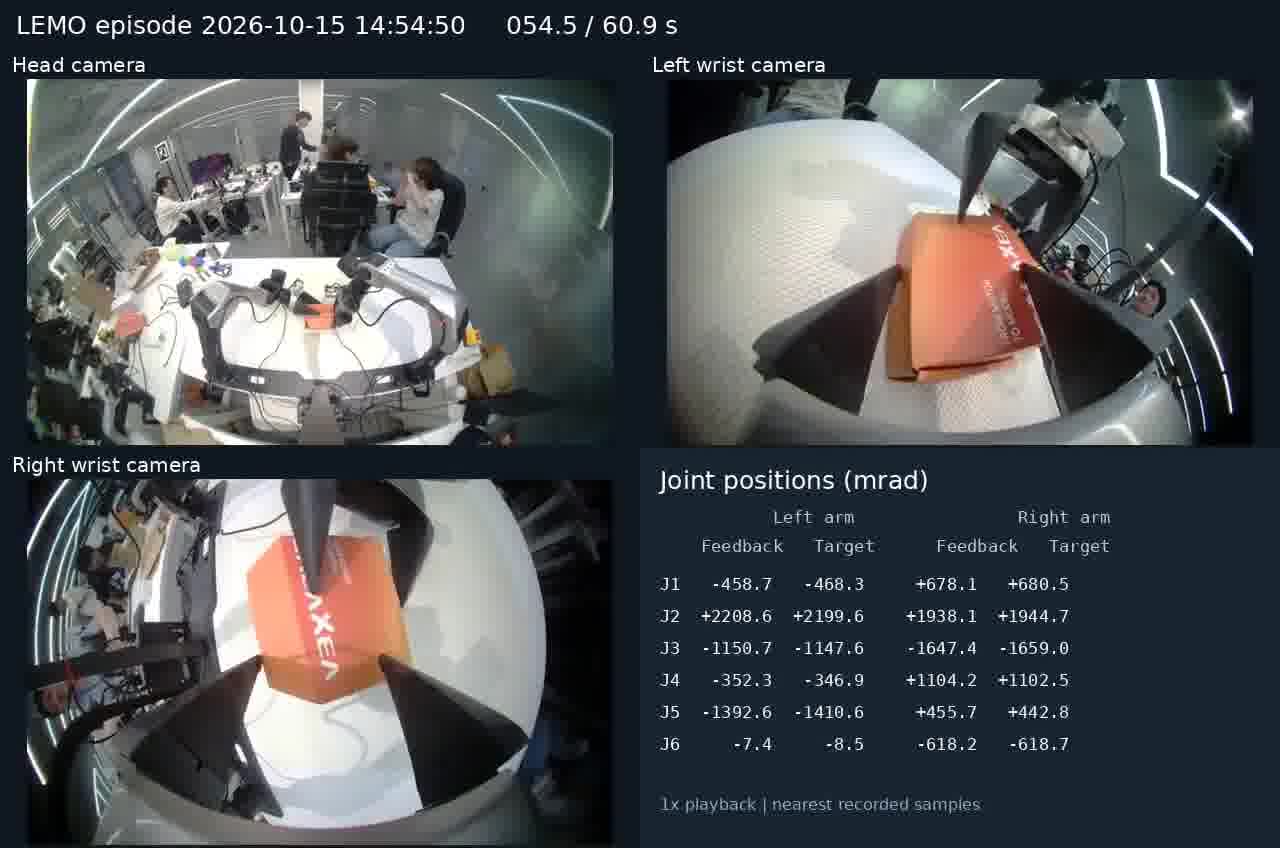 LEMO episode 2026-10-15 14:54:50 054.5 / 60.9 s
Head camera
Left wrist camera
Right wrist camera
AXEA
Joint positions (mrad)
Left arm Right arm
Feedback Target Feedback Target
J1 -458.7 -468.3 +678.1 +680.5
J2 +2208.6 +2199.6 +1938.1 +1944.7
J3 -1150.7 -1147.6 -1647.4 -1659.0
J4 -352.3 -346.9 +1104.2 +1102.5
J5 -1392.6 -1410.6 +455.7 +442.8
J6 -7.4 -8.5 -618.2 -618.7
1x playback | nearest recorded samples